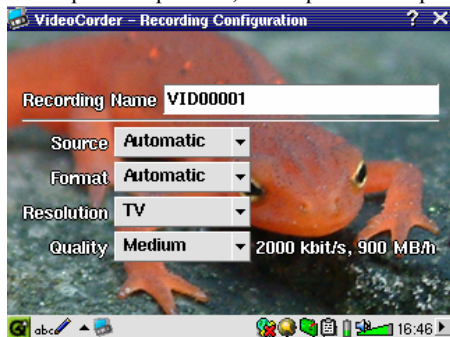 VideoCorder – Recording Configuration ? ×
Recording Name VID00001
Source Automatic
Format Automatic
Resolution TV
Quality Medium 2000 kbit/s, 900 MB/h
abc 16:46